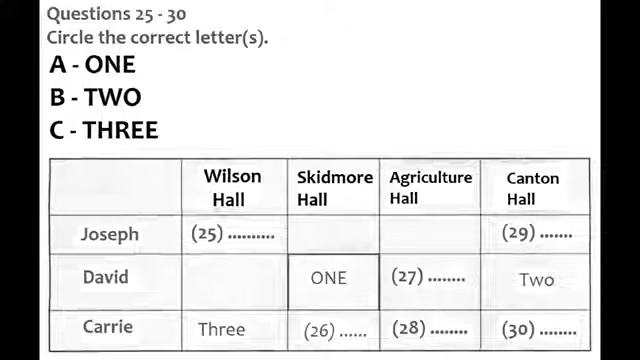 Questions 25 - 30
Circle the correct letter(s).
A - ONE
B - TWO
C - THREE
Wilson Hall Skidmore Hall Agriculture Hall Canton Hall
Joseph (25) .......... (29) .......
David ONE (27) ........ Two
Carrie Three (26) ...... (28) ........ (30) ........